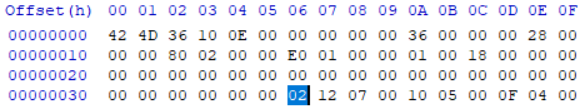 Offset(h) 00 01 02 03 04 05 06 07 08 09 0A 0B 0C 0D 0E 0F
00000000 42 4D 36 10 0E 00 00 00 00 00 36 00 00 00 28 00
00000010 00 00 80 02 00 00 E0 01 00 00 01 00 18 00 00 00
00000020 00 00 00 00 00 00 00 00 00 00 00 00 00 00 00 00
00000030 00 00 00 00 00 00 02 12 07 00 10 05 00 0F 04 00